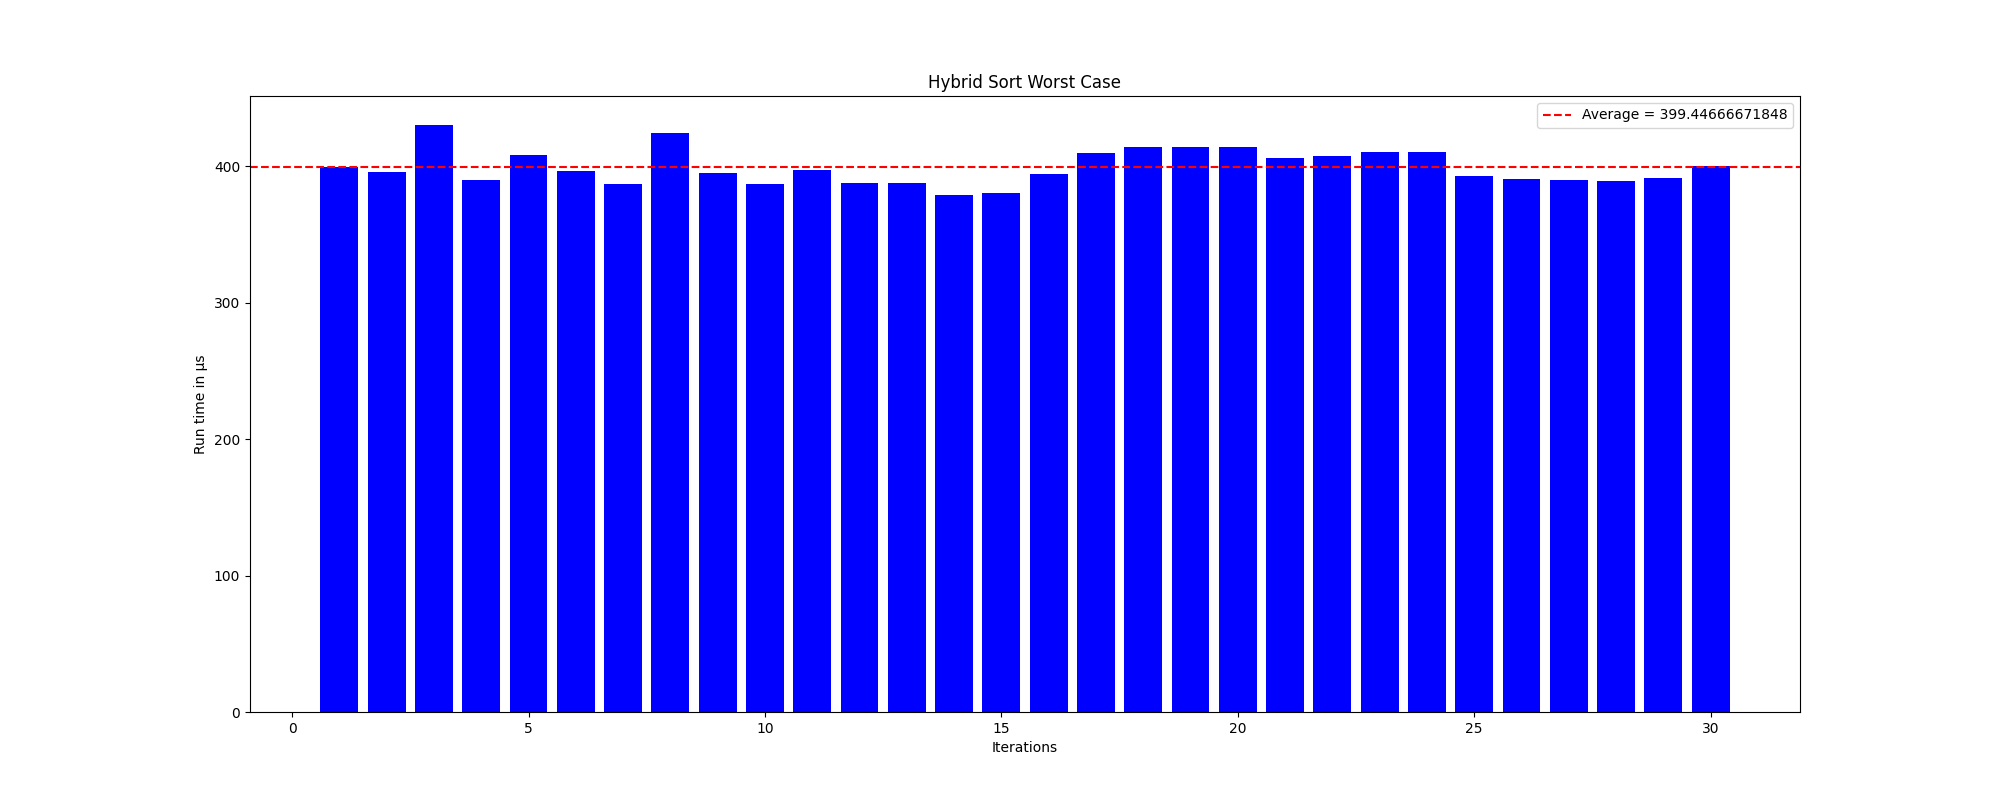 Hybrid Sort Worst Case
Average = 399.44666671848
400
300
200
100
0
Run time in µs
0 5 10 15 20 25 30
Iterations